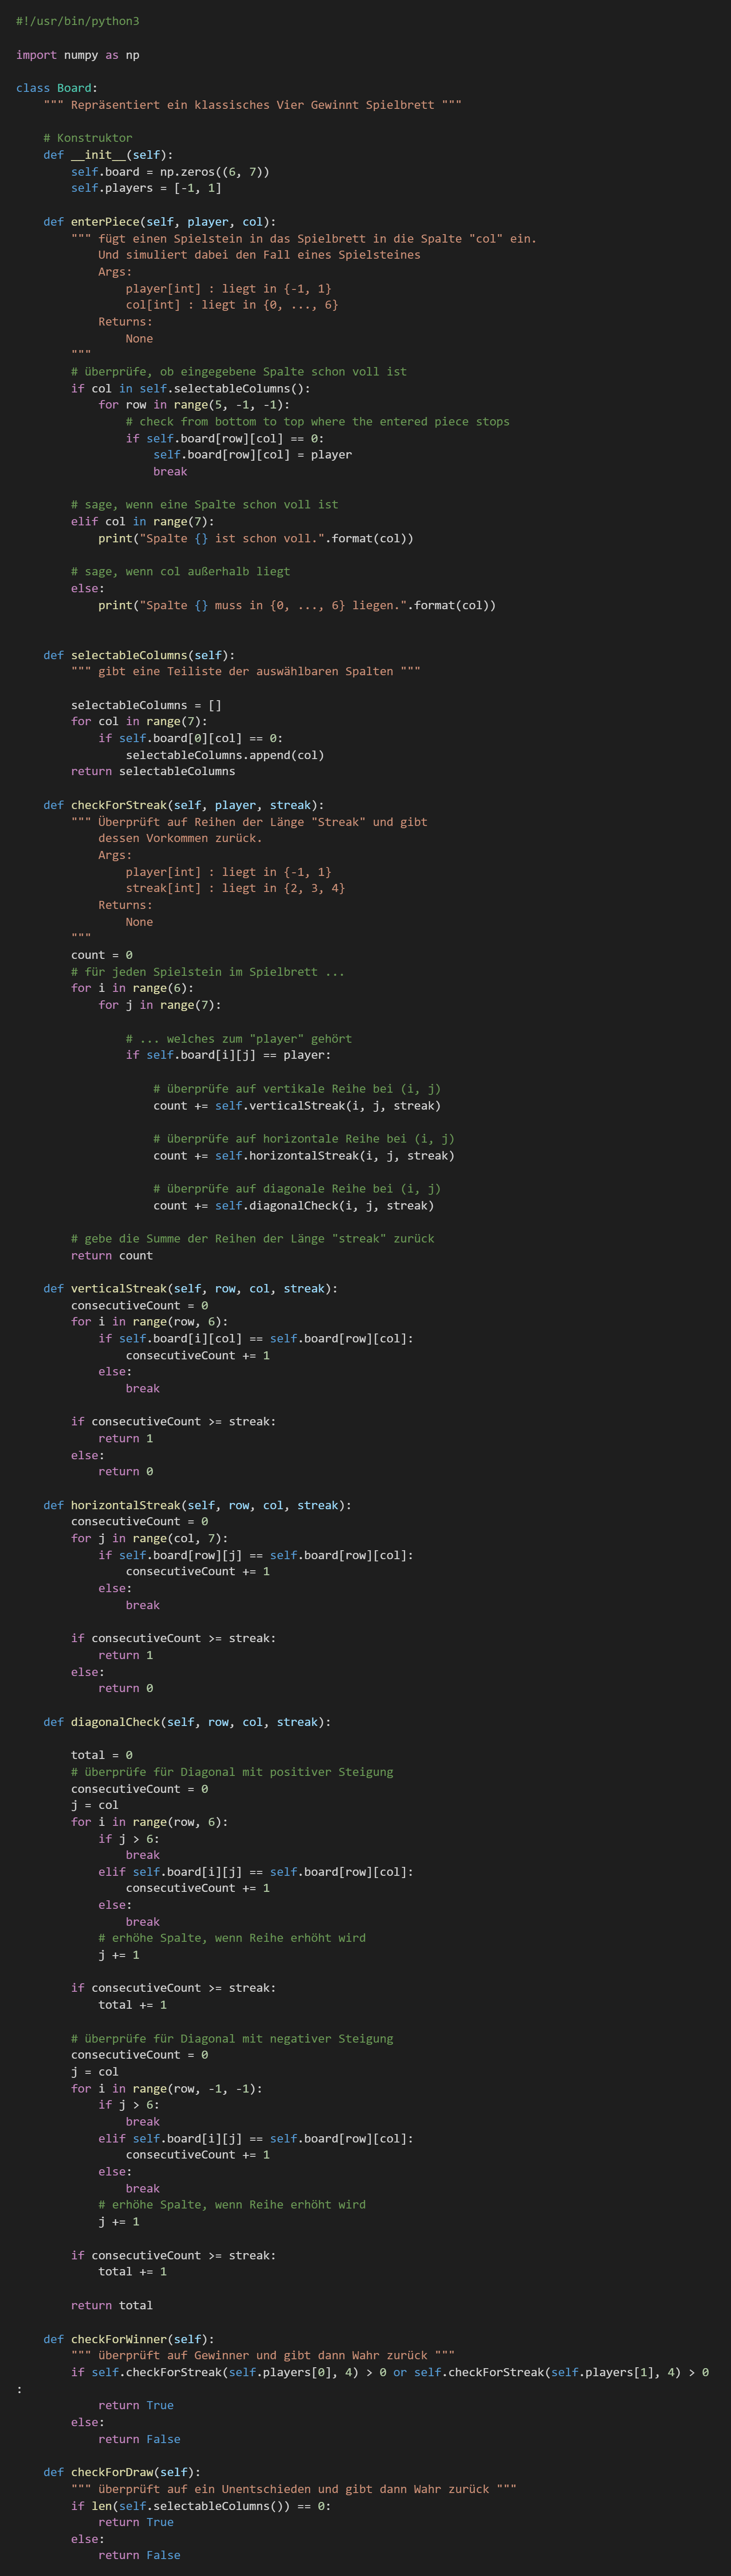 #!/usr/bin/python3

import numpy as np

class Board:
    """ Repräsentiert ein klassisches Vier Gewinnt Spielbrett """

    # Konstruktor
    def __init__(self):
        self.board = np.zeros((6, 7))
        self.players = [-1, 1]

    def enterPiece(self, player, col):
        """ fügt einen Spielstein in das Spielbrett in die Spalte "col" ein.
            Und simuliert dabei den Fall eines Spielsteines
            Args:
                player[int] : liegt in {-1, 1}
                col[int] : liegt in {0, ..., 6}
            Returns:
                None
        """
        # überprüfe, ob eingegebene Spalte schon voll ist
        if col in self.selectableColumns():
            for row in range(5, -1, -1):
                # check from bottom to top where the entered piece stops
                if self.board[row][col] == 0:
                    self.board[row][col] = player
                    break

        # sage, wenn eine Spalte schon voll ist
        elif col in range(7):
            print("Spalte {} ist schon voll.".format(col))

        # sage, wenn col außerhalb liegt
        else:
            print("Spalte {} muss in {0, ..., 6} liegen.".format(col))


    def selectableColumns(self):
        """ gibt eine Teiliste der auswählbaren Spalten """

        selectableColumns = []
        for col in range(7):
            if self.board[0][col] == 0:
                selectableColumns.append(col)
        return selectableColumns

    def checkForStreak(self, player, streak):
        """ Überprüft auf Reihen der Länge "Streak" und gibt
            dessen Vorkommen zurück.
            Args:
                player[int] : liegt in {-1, 1}
                streak[int] : liegt in {2, 3, 4}
            Returns:
                None
        """
        count = 0
        # für jeden Spielstein im Spielbrett ...
        for i in range(6):
            for j in range(7):

                # ... welches zum "player" gehört
                if self.board[i][j] == player:

                    # überprüfe auf vertikale Reihe bei (i, j)
                    count += self.verticalStreak(i, j, streak)

                    # überprüfe auf horizontale Reihe bei (i, j)
                    count += self.horizontalStreak(i, j, streak)

                    # überprüfe auf diagonale Reihe bei (i, j)
                    count += self.diagonalCheck(i, j, streak)

        # gebe die Summe der Reihen der Länge "streak" zurück
        return count

    def verticalStreak(self, row, col, streak):
        consecutiveCount = 0
        for i in range(row, 6):
            if self.board[i][col] == self.board[row][col]:
                consecutiveCount += 1
            else:
                break

        if consecutiveCount >= streak:
            return 1
        else:
            return 0

    def horizontalStreak(self, row, col, streak):
        consecutiveCount = 0
        for j in range(col, 7):
            if self.board[row][j] == self.board[row][col]:
                consecutiveCount += 1
            else:
                break

        if consecutiveCount >= streak:
            return 1
        else:
            return 0

    def diagonalCheck(self, row, col, streak):

        total = 0
        # überprüfe für Diagonal mit positiver Steigung
        consecutiveCount = 0
        j = col
        for i in range(row, 6):
            if j > 6:
                break
            elif self.board[i][j] == self.board[row][col]:
                consecutiveCount += 1
            else:
                break
            # erhöhe Spalte, wenn Reihe erhöht wird
            j += 1

        if consecutiveCount >= streak:
            total += 1

        # überprüfe für Diagonal mit negativer Steigung
        consecutiveCount = 0
        j = col
        for i in range(row, -1, -1):
            if j > 6:
                break
            elif self.board[i][j] == self.board[row][col]:
                consecutiveCount += 1
            else:
                break
            # erhöhe Spalte, wenn Reihe erhöht wird
            j += 1

        if consecutiveCount >= streak:
            total += 1

        return total

    def checkForWinner(self):
        """ überprüft auf Gewinner und gibt dann Wahr zurück """
        if self.checkForStreak(self.players[0], 4) > 0 or self.checkForStreak(self.players[1], 4) > 0
:
            return True
        else:
            return False

    def checkForDraw(self):
        """ überprüft auf ein Unentschieden und gibt dann Wahr zurück """
        if len(self.selectableColumns()) == 0:
            return True
        else:
            return False